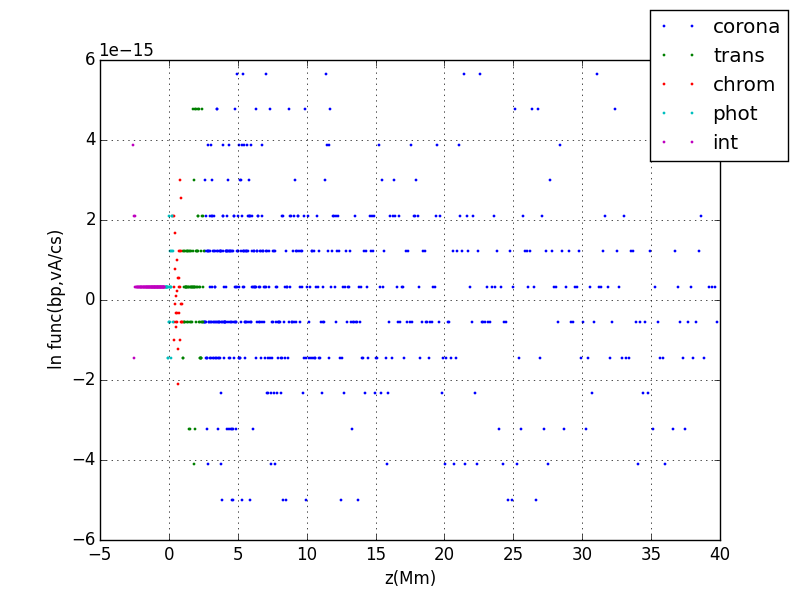 1e−15
corona
trans
chrom
phot
int
6
4
2
0
−2
−4
−6
ln func(bp,vA/cs)
−5 0 5 10 15 20 25 30 35 40
z(Mm)